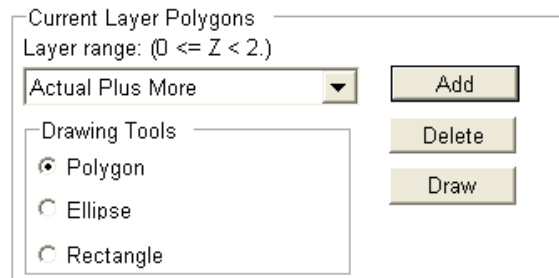 Current Layer Polygons
Layer range: (0 <= Z < 2.)
Actual Plus More
Add
Drawing Tools
Delete
Polygon
Draw
Ellipse
Rectangle